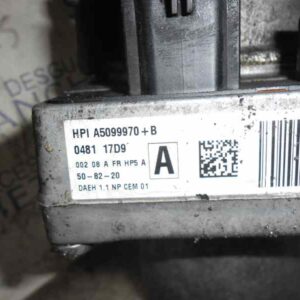 HPI A5099970+B
0481 17D9
002 08 A FR HP5 A
A
50-82-20
DAEH 1.1 NP CEM 01